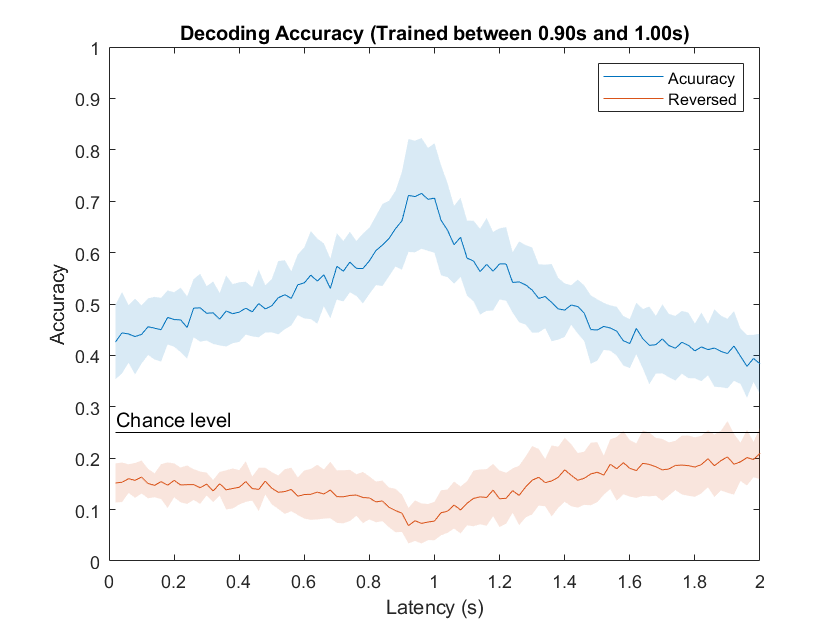 Decoding Accuracy (Trained between 0.90s and 1.00s)
1
0.9
0.8
0.7
0.6
0.5
0.4
0.3
0.2
0.1
0
Accuracy
Acuuracy
Reversed
Chance level
0 0.2 0.4 0.6 0.8 1 1.2 1.4 1.6 1.8 2
Latency (s)